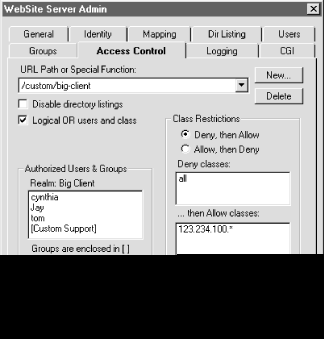 WebSite Server Admin
General
Identity
Mapping
Dir Listing
Users
Groups
Access Control
Logging
CGI
URL Path or Special Function:
/custom/big-client
New...
Delete
Disable directory listings
Logical OR users and class
Class Restrictions
Deny, then Allow
Allow, then Deny
Deny classes:
all
... then Allow classes:
123.234.100.*
Authorized Users & Groups
Realm: Big Client
cynthia
Jay
tom
[Custom Support]
Groups are enclosed in [ ]